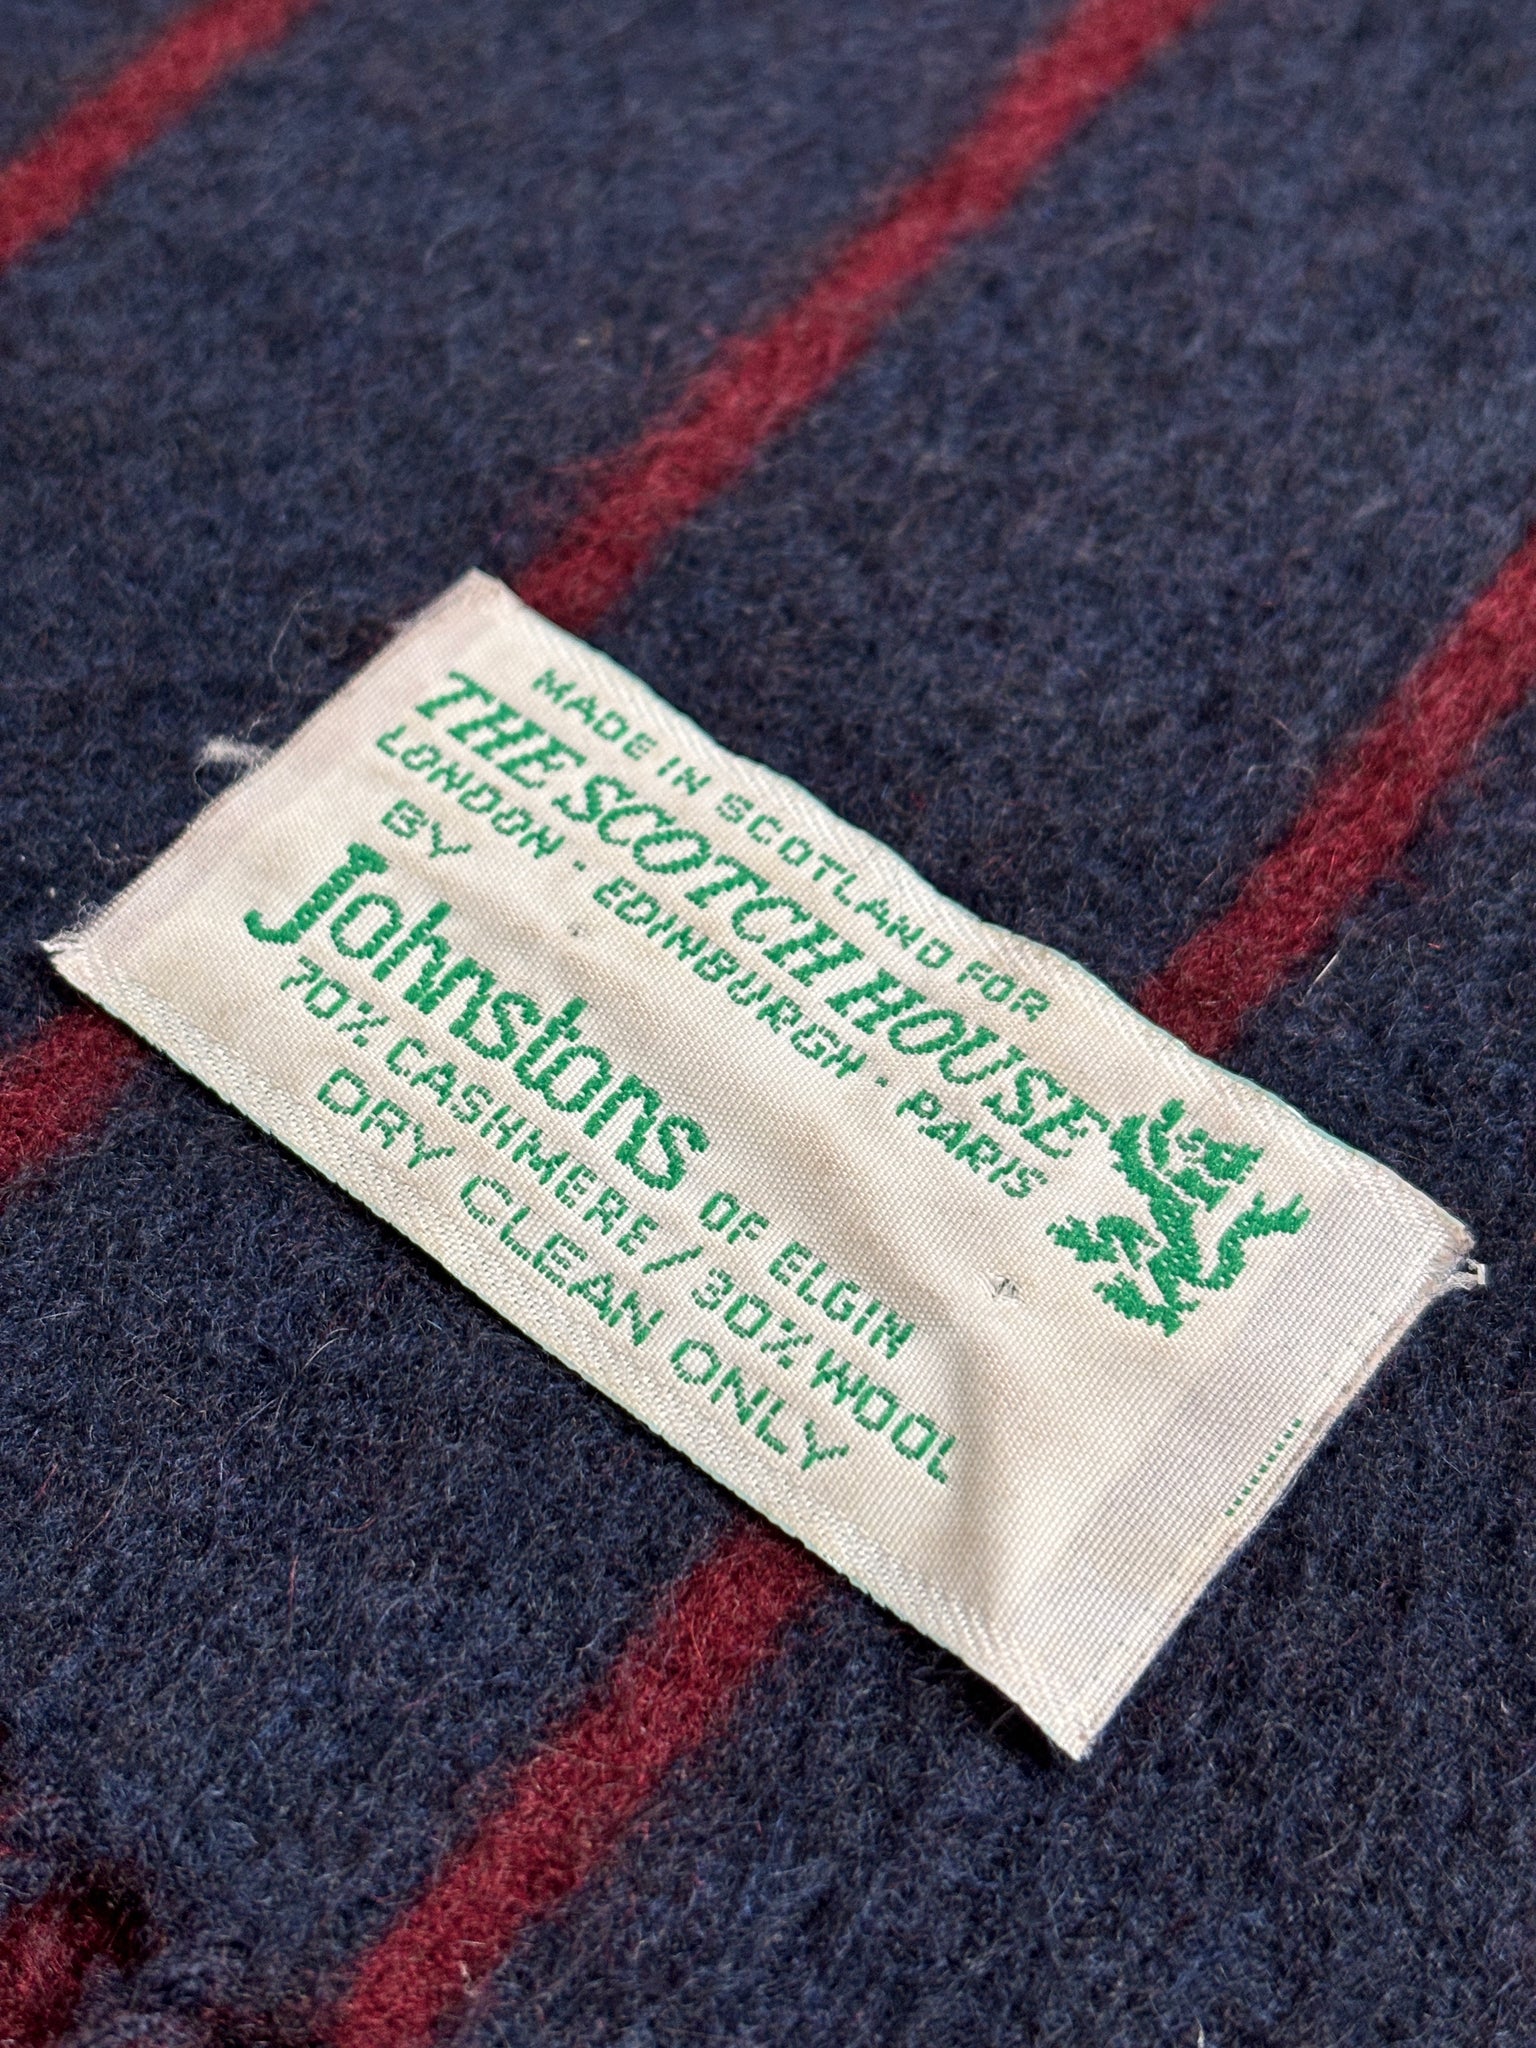 MADE IN SCOTLAND FOR
THE SCOTCH HOUSE
LONDON · EDINBURGH · PARIS
BY
Johnstons OF ELGIN
70% CASHMERE/30% WOOL
DRY CLEAN ONLY